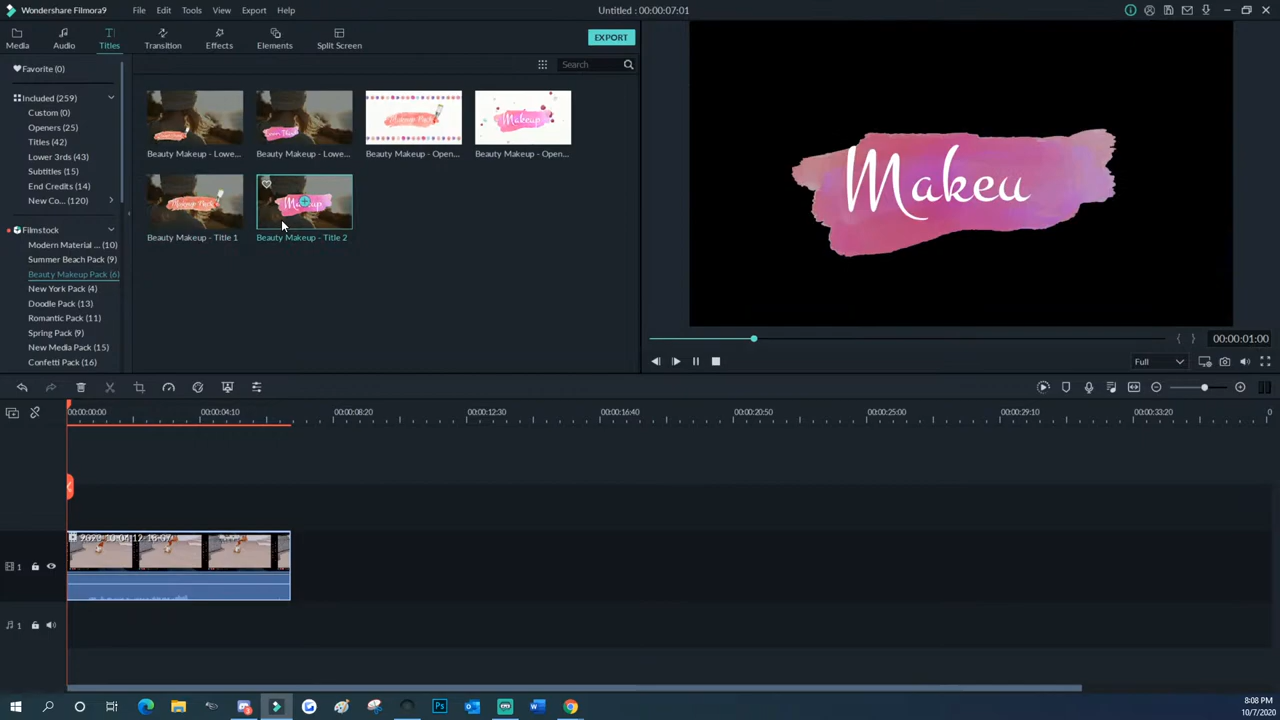 Wondershare Filmora9
File
Edit
Tools
View
Export
Help
Untitled : 00:00:07:01
Media
Audio
Titles
Transition
Effects
Elements
Split Screen
EXPORT
Favorite (0)
Included (259)
Custom (0)
Openers (25)
Titles (42)
Lower 3rds (43)
Subtitles (15)
End Credits (14)
New Co... (120)
Filmstock
Modern Material ... (10)
Summer Beach Pack (9)
Beauty Makeup Pack (6)
New York Pack (4)
Doodle Pack (13)
Romantic Pack (11)
Spring Pack (9)
New Media Pack (15)
Confetti Pack (16)
Search
Beauty Makeup - Lowe...
Beauty Makeup - Lowe...
Makeup Pack
Beauty Makeup - Open...
Makeup
Beauty Makeup - Open...
Makeup Pack
Beauty Makeup - Title 1
Makeup
Beauty Makeup - Title 2
Makeu
00:00:01:00
Full
00:00:00:00
00:00:04:10
00:00:08:20
00:00:12:30
00:00:16:40
00:00:20:50
00:00:25:00
00:00:29:10
00:00:33:20
0
1
1
8:08 PM
10/7/2020